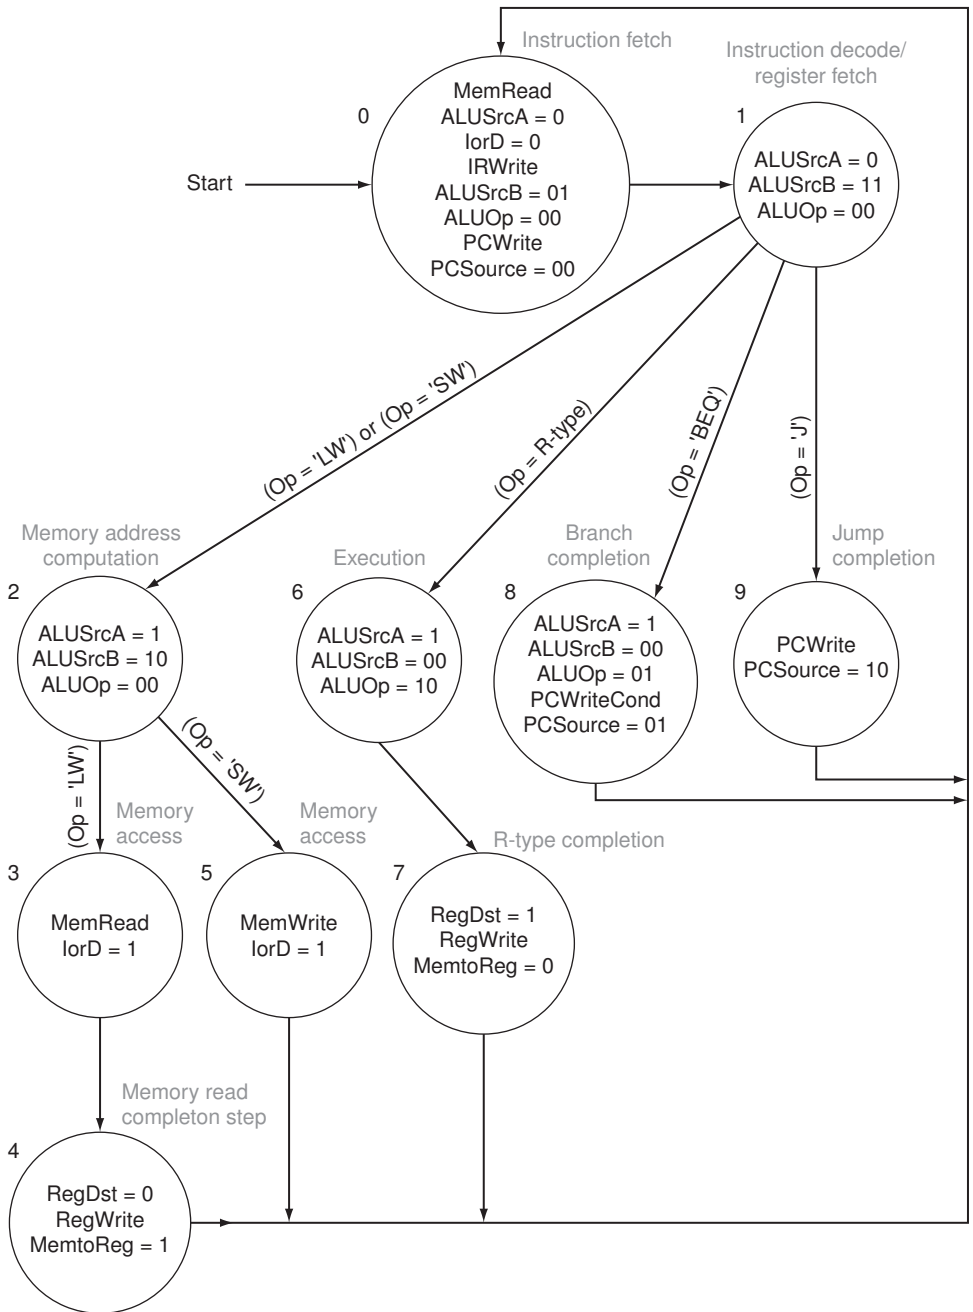 Instruction fetch
Instruction decode/
register fetch
0
MemRead
ALUSrcA = 0
IorD = 0
IRWrite
ALUSrcB = 01
ALUOp = 00
PCWrite
PCSource = 00
1
ALUSrcA = 0
ALUSrcB = 11
ALUOp = 00
Start
(Op = 'LW') or (Op = 'SW')
(Op = R-type)
(Op = 'BEQ')
(Op = 'J')
Memory address
computation
2
ALUSrcA = 1
ALUSrcB = 10
ALUOp = 00
Execution
6
ALUSrcA = 1
ALUSrcB = 00
ALUOp = 10
Branch
completion
8
ALUSrcA = 1
ALUSrcB = 00
ALUOp = 01
PCWriteCond
PCSource = 01
Jump
completion
9
PCWrite
PCSource = 10
(Op = 'LW')
(Op = 'SW')
Memory
access
3
MemRead
IorD = 1
Memory
access
5
MemWrite
IorD = 1
R-type completion
7
RegDst = 1
RegWrite
MemtoReg = 0
Memory read
completon step
4
RegDst = 0
RegWrite
MemtoReg = 1